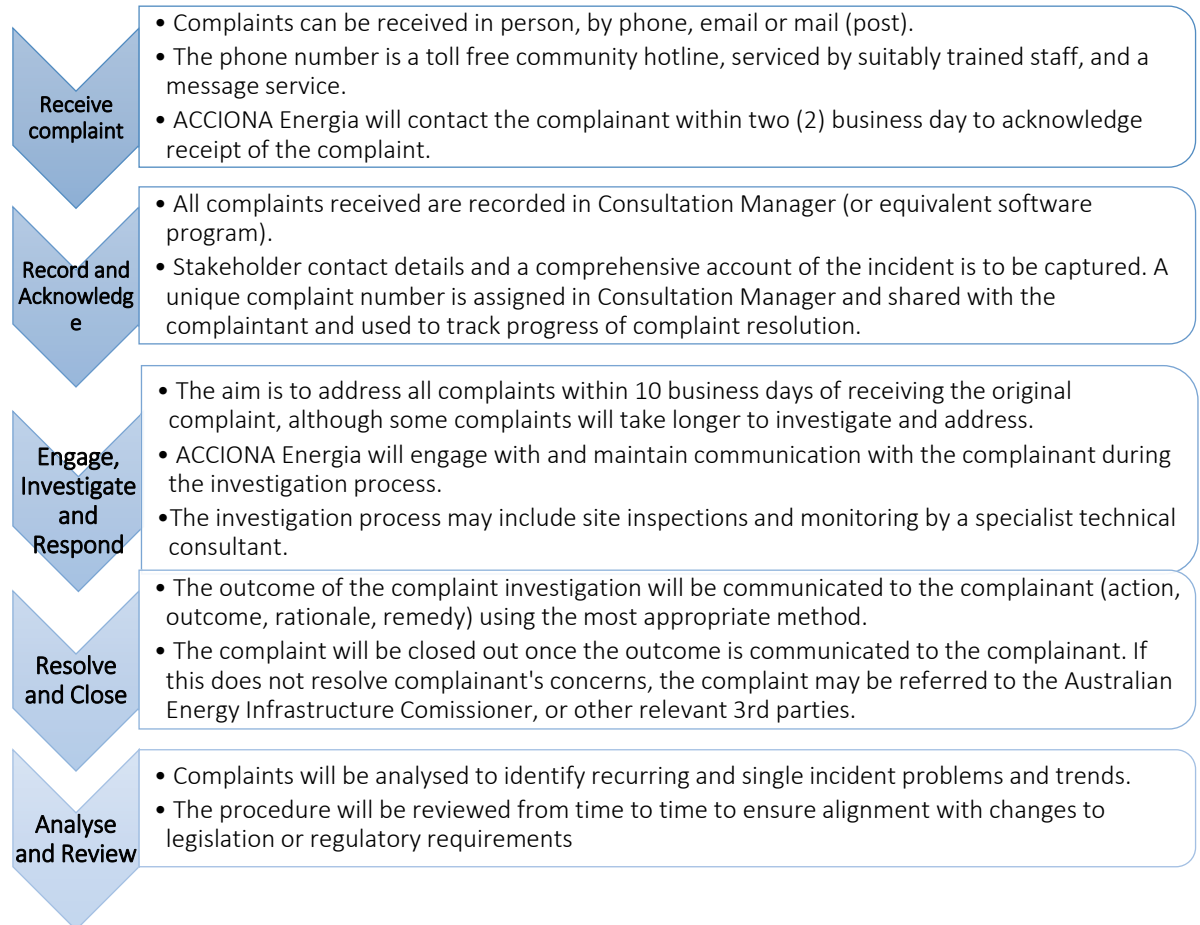 • Complaints can be received in person, by phone, email or mail (post).
• The phone number is a toll free community hotline, serviced by suitably trained staff, and a
message service.
• ACCIONA Energia will contact the complainant within two (2) business day to acknowledge
receipt of the complaint.
Receive
complaint
• All complaints received are recorded in Consultation Manager (or equivalent software
program).
• Stakeholder contact details and a comprehensive account of the incident is to be captured. A
unique complaint number is assigned in Consultation Manager and shared with the
complaintant and used to track progress of complaint resolution.
Record and
Acknowledg
e
• The aim is to address all complaints within 10 business days of receiving the original
complaint, although some complaints will take longer to investigate and address.
• ACCIONA Energia will engage with and maintain communication with the complainant during
the investigation process.
•The investigation process may include site inspections and monitoring by a specialist technical
consultant.
Engage,
Investigate
and
Respond
• The outcome of the complaint investigation will be communicated to the complainant (action,
outcome, rationale, remedy) using the most appropriate method.
• The complaint will be closed out once the outcome is communicated to the complainant. If
this does not resolve complainant's concerns, the complaint may be referred to the Australian
Energy Infrastructure Comissioner, or other relevant 3rd parties.
Resolve
and Close
• Complaints will be analysed to identify recurring and single incident problems and trends.
• The procedure will be reviewed from time to time to ensure alignment with changes to
legislation or regulatory requirements
Analyse
and Review